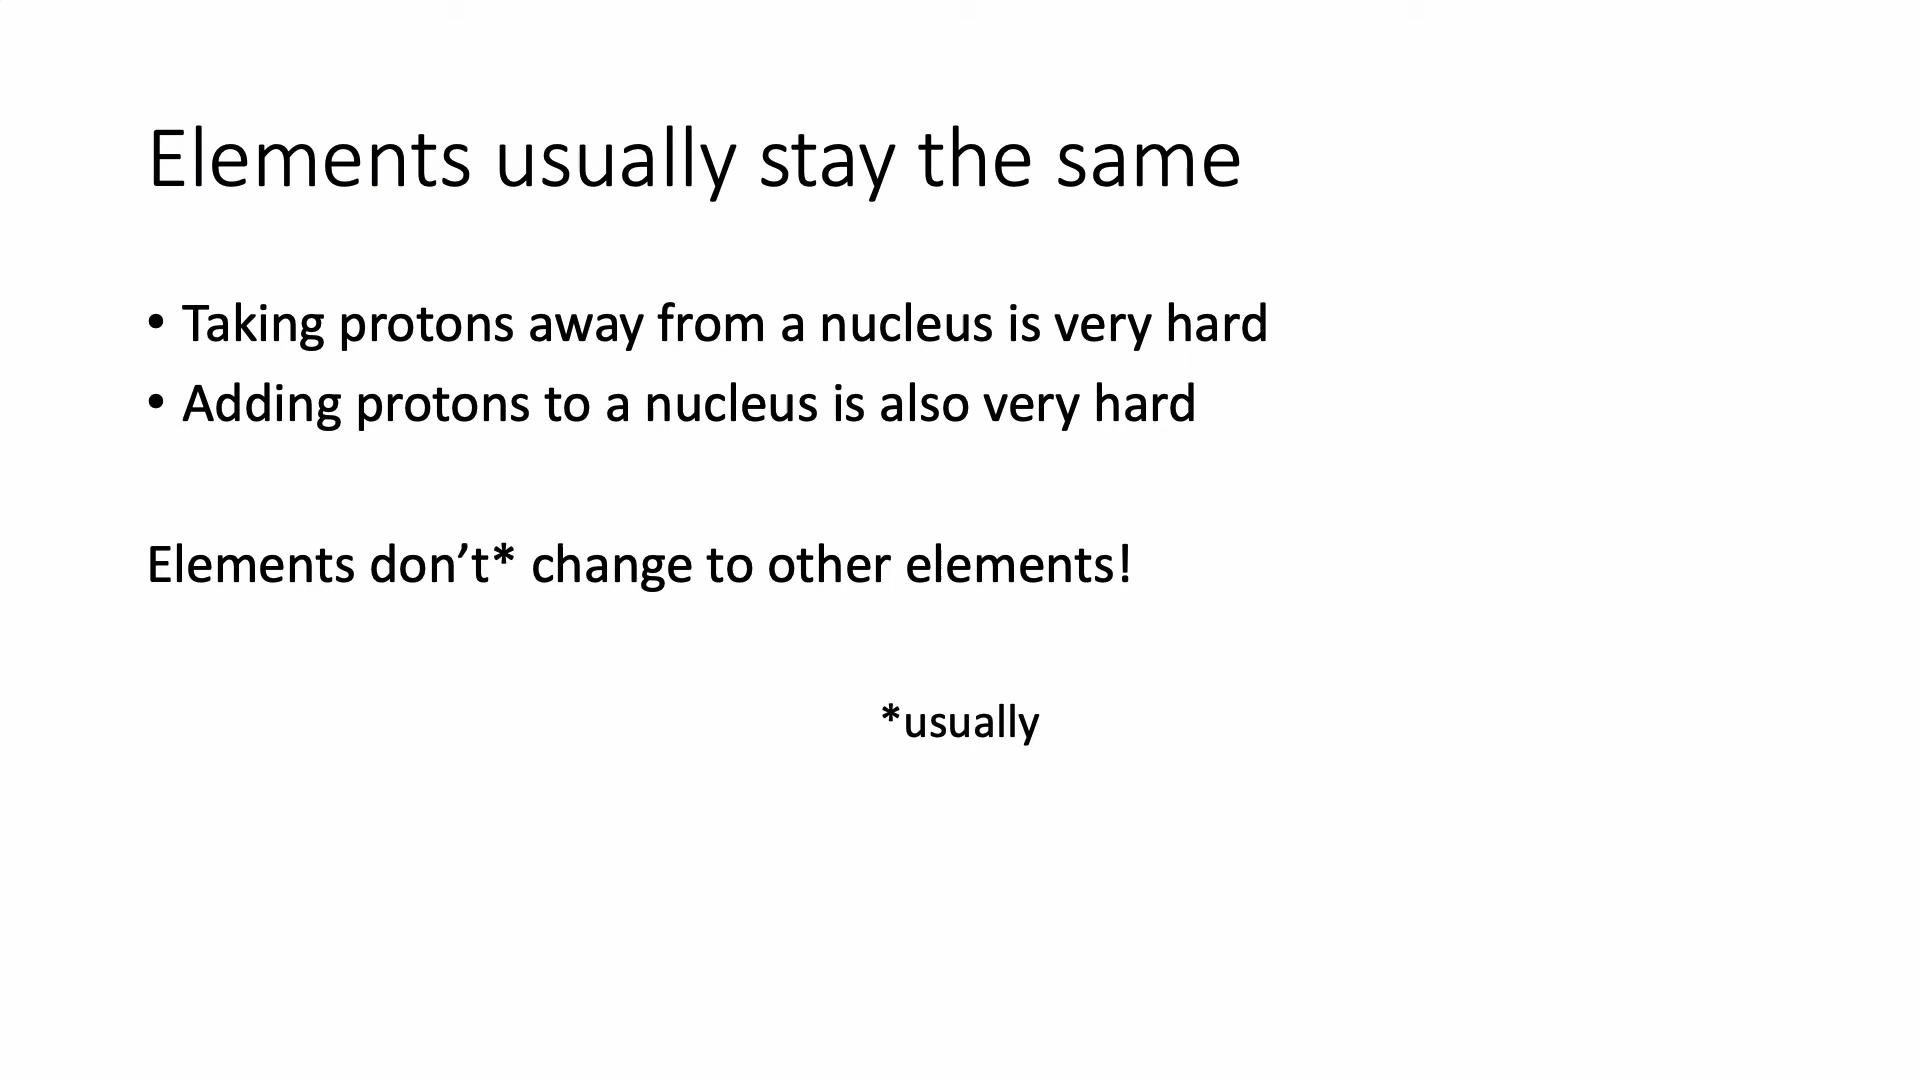 Elements usually stay the same
• Taking protons away from a nucleus is very hard
• Adding protons to a nucleus is also very hard
Elements don’t* change to other elements!
*usually